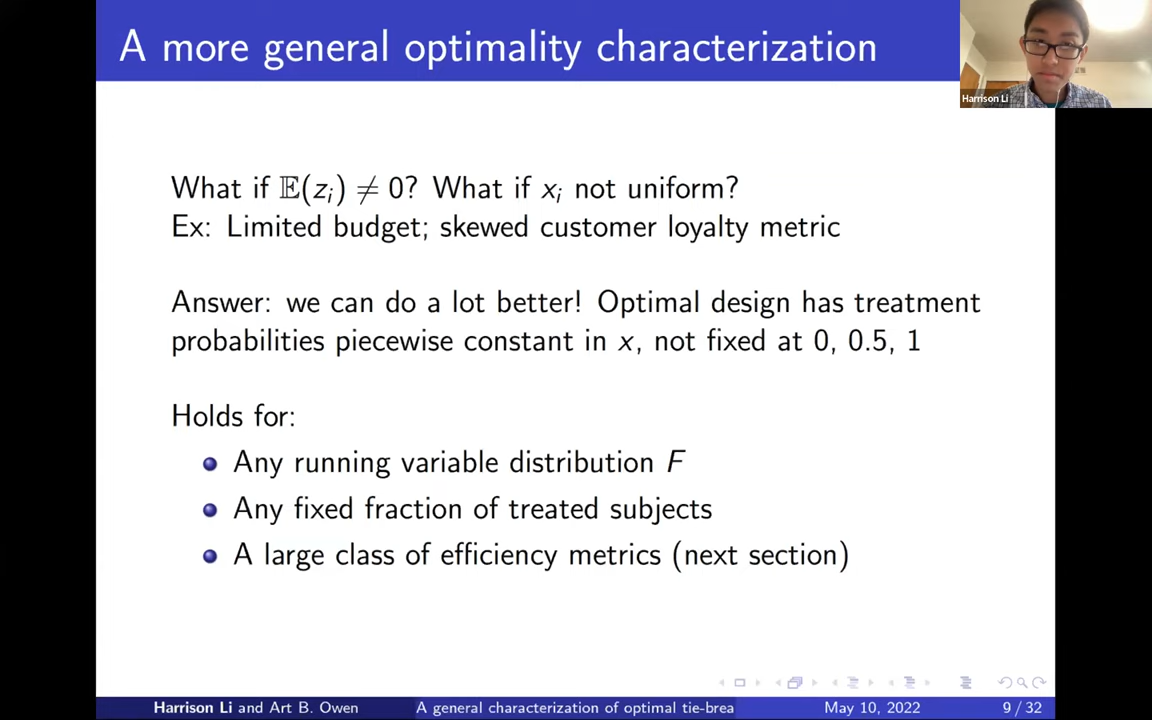 A more general optimality characterization
Harrison Li
What if 𝔼(zᵢ) ≠ 0? What if xᵢ not uniform?
Ex: Limited budget; skewed customer loyalty metric
Answer: we can do a lot better! Optimal design has treatment
probabilities piecewise constant in x, not fixed at 0, 0.5, 1
Holds for:
Any running variable distribution F
Any fixed fraction of treated subjects
A large class of efficiency metrics (next section)
Harrison Li and Art B. Owen A general characterization of optimal tie-brea May 10, 2022 9 / 32